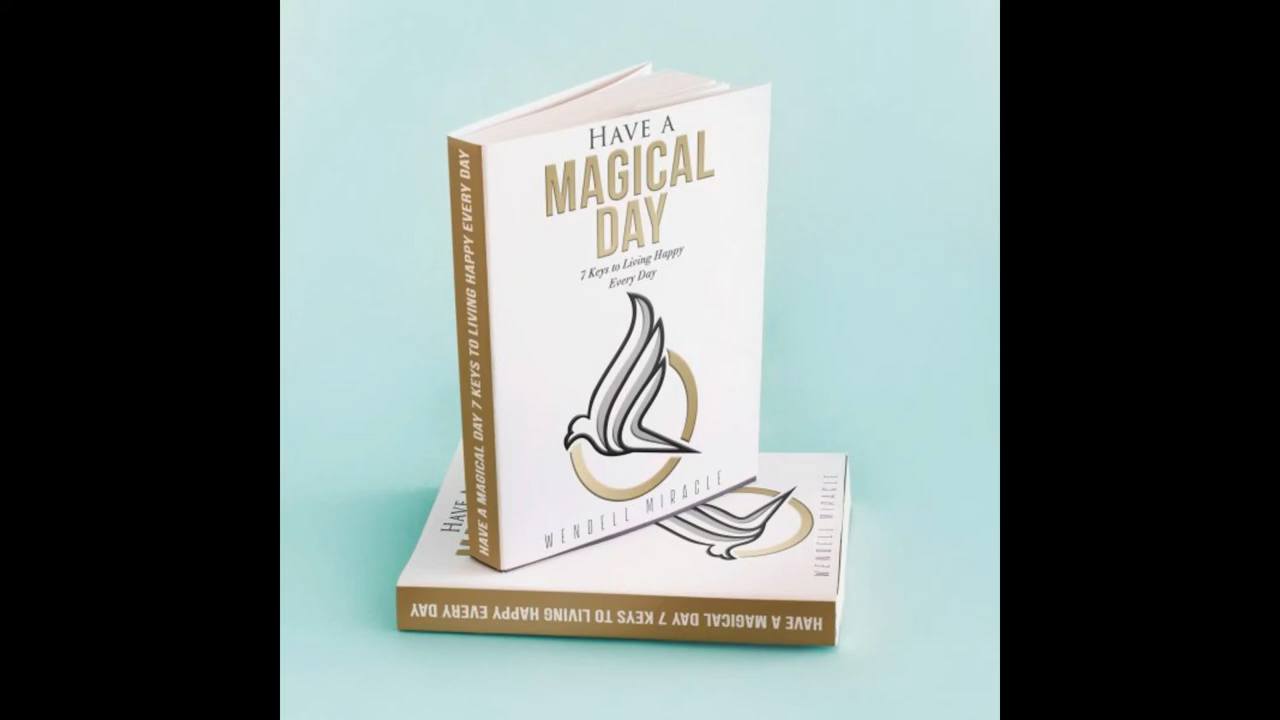 HAVE A
MAGICAL
DAY
7 Keys to Living Happy
Every Day
WENDELL MIRACLE
HAVE A MAGICAL DAY 7 KEYS TO LIVING HAPPY EVERY DAY
HAVE A
WENDELL MIRACLE
HAVE A MAGICAL DAY 7 KEYS TO LIVING HAPPY EVERY DAY